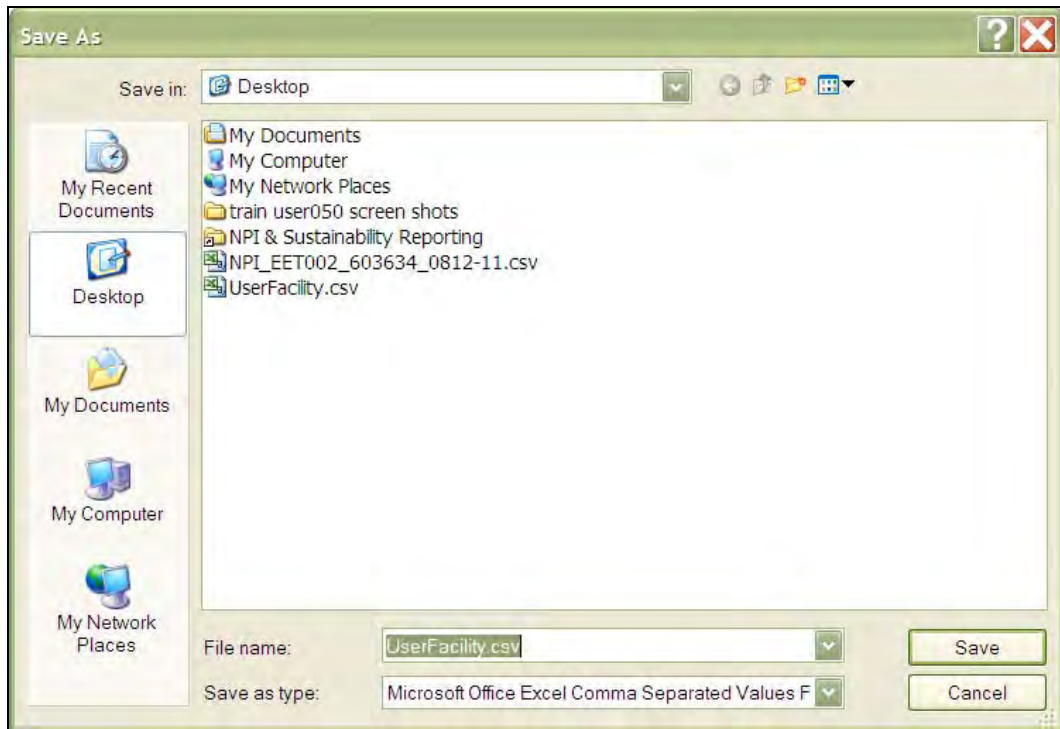 Save As
Save in:
Desktop
My Recent
Documents
Desktop
My Documents
My Computer
My Network
Places
My Documents
My Computer
My Network Places
train user050 screen shots
NPI & Sustainability Reporting
NPI_EET002_603634_0812-11.csv
UserFacility.csv
File name:
UserFacility.csv
Save
Save as type:
Microsoft Office Excel Comma Separated Values F
Cancel